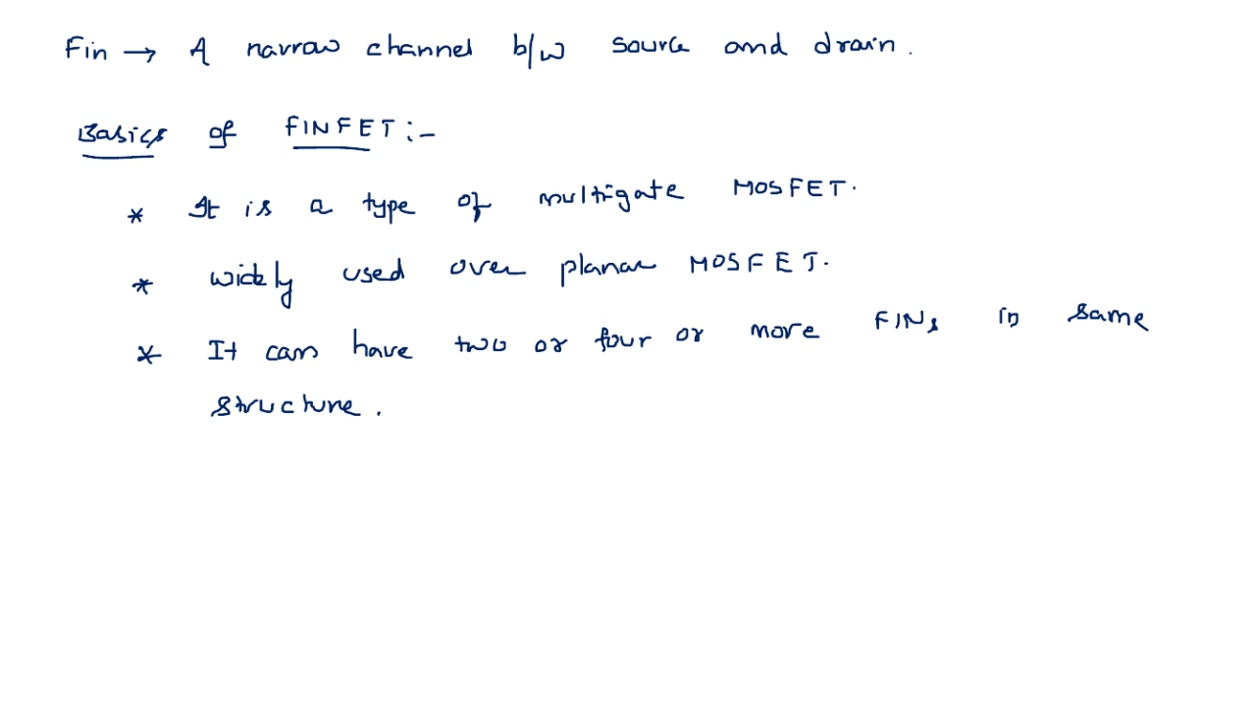 Fin → A narrow channel b/w source and drain.
Basics of FINFET:-
* It is a type of multigate MOSFET.
* widely used over planar MOSFET.
* It can have two or four or more FINs in same
structure.